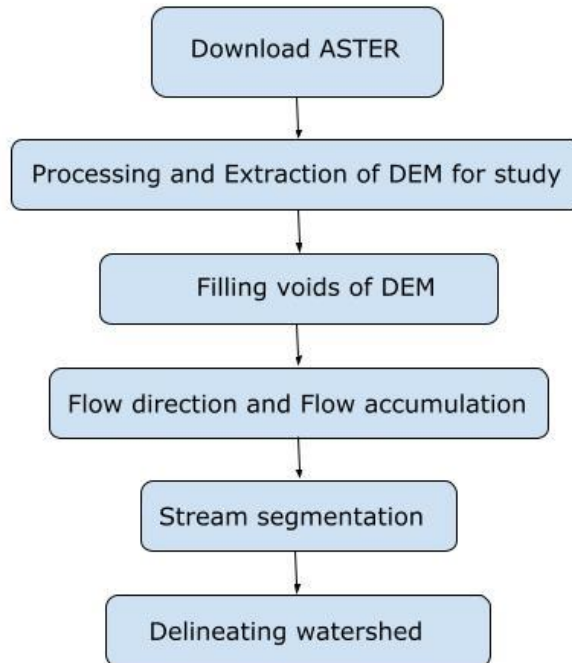 Download ASTER
Processing and Extraction of DEM for study
Filling voids of DEM
Flow direction and Flow accumulation
Stream segmentation
Delineating watershed